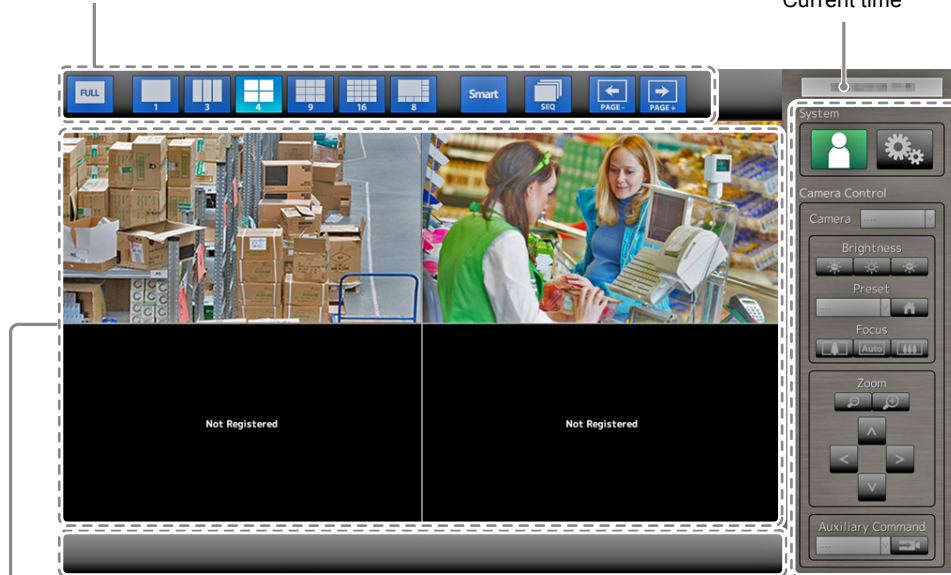 Current time
FULL
1
3
4
9
16
8
Smart
SEQ
PAGE-
PAGE+
System
Camera Control
Camera ----
Brightness
Preset
----
Focus
Auto
Zoom
Auxiliary Command
----
Not Registered
Not Registered